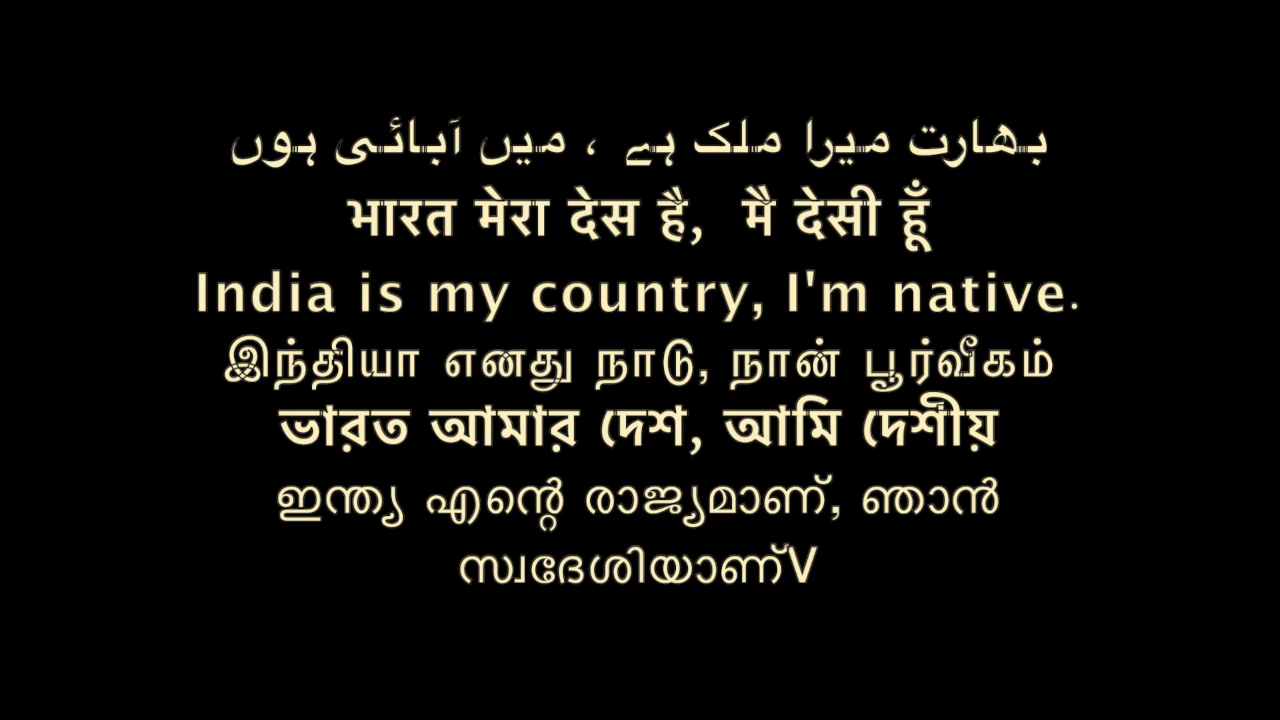 بھارت میرا ملک ہے ، میں آبائی ہوں
भारत मेरा देस है, मै देसी हूँ
India is my country, I'm native.
இந்தியா எனது நாடு, நான் பூர்வீகம்
ভারত আমার দেশ, আমি দেশীয়
ഇന്ത്യ എന്റെ രാജ്യമാണ്, ഞാൻ
സ്വദേശിയാണ്V